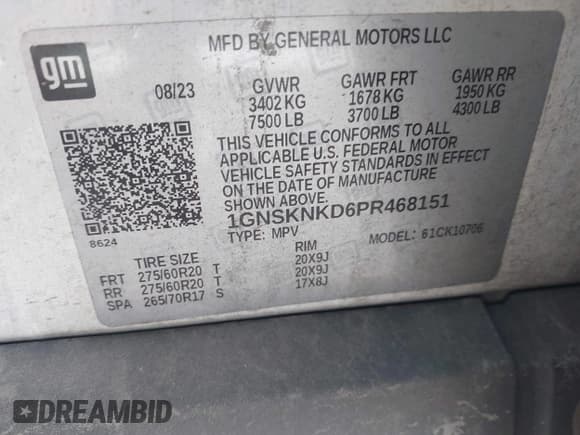 gm
MFD BY GENERAL MOTORS LLC
08/23 GVWR GAWR FRT GAWR RR
3402 KG 1678 KG 1950 KG
7500 LB 3700 LB 4300 LB
THIS VEHICLE CONFORMS TO ALL
APPLICABLE U.S. FEDERAL MOTOR
VEHICLE SAFETY STANDARDS IN EFFECT
ON THE DATE OF MANUFACTURE
SHOWN ABOVE.
1GNSKNKD6PR468151
8624 TYPE: MPV MODEL: 61CK10706
TIRE SIZE RIM
FRT 275/60R20 T 20X9J
RR 275/60R20 T 20X9J
SPA 265/70R17 S 17X8J
DREAMBID